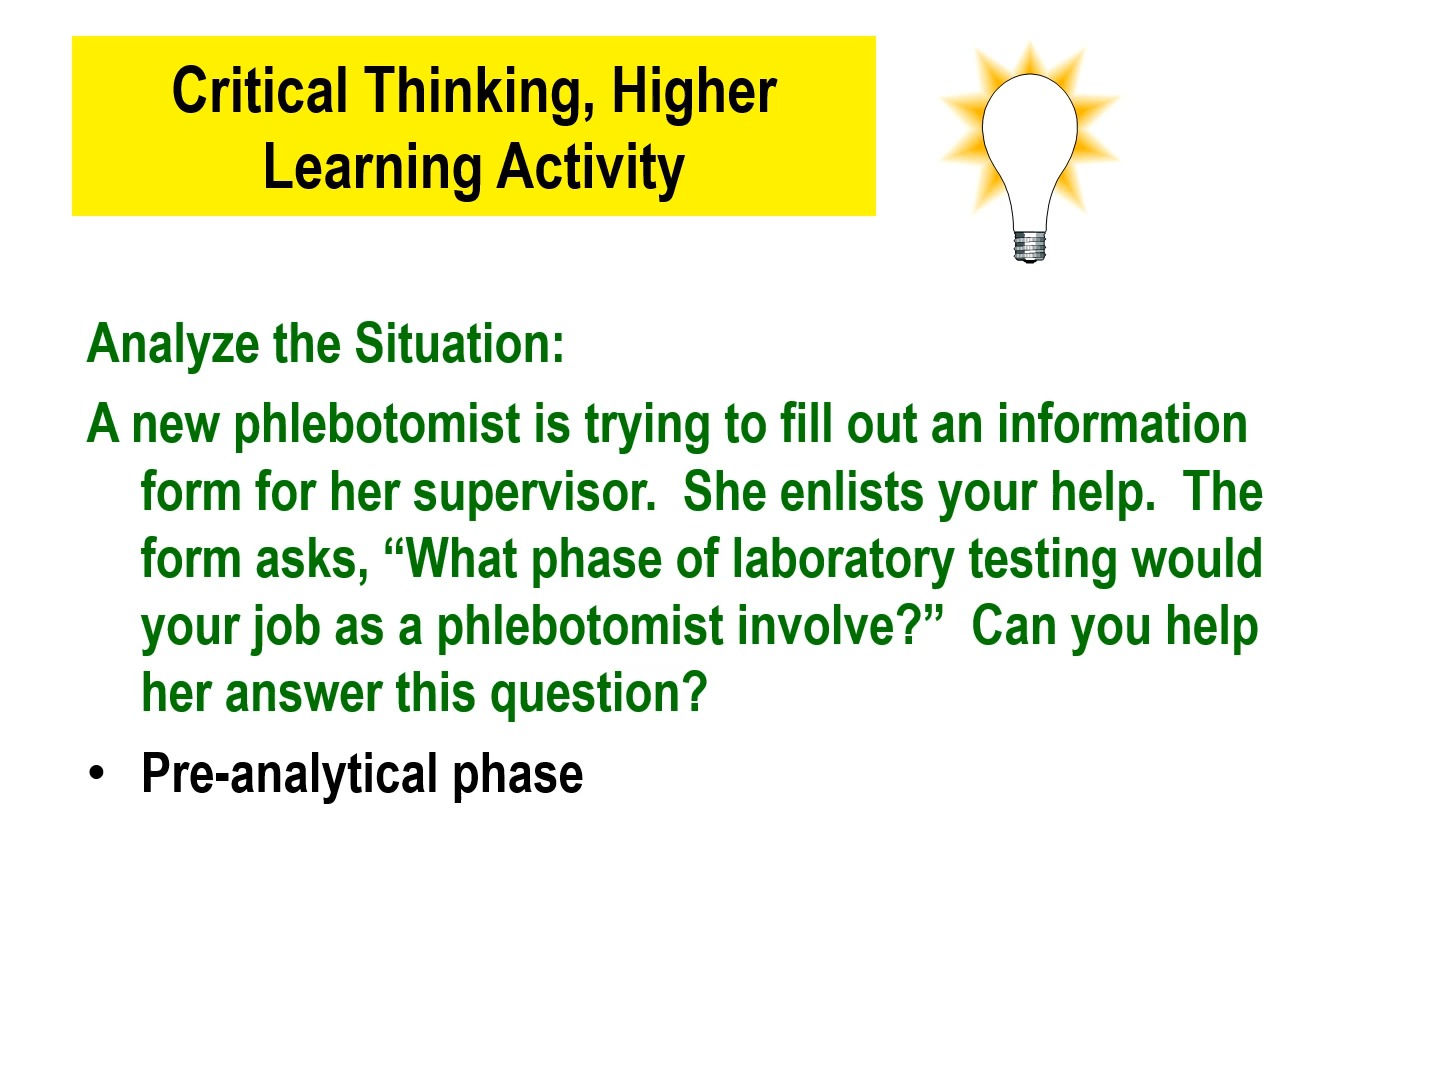 Critical Thinking, Higher
Learning Activity
Analyze the Situation:
A new phlebotomist is trying to fill out an information
form for her supervisor.  She enlists your help.  The
form asks, “What phase of laboratory testing would
your job as a phlebotomist involve?”  Can you help
her answer this question?
• Pre-analytical phase